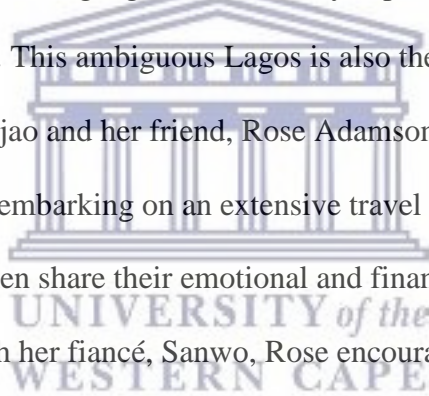 . This ambiguous Lagos is also the
jao and her friend, Rose Adamson
embarking on an extensive travel
en share their emotional and finan
UNIVERSITY of the
n her fiancé, Sanwo, Rose encoura
WESTERN CAPE